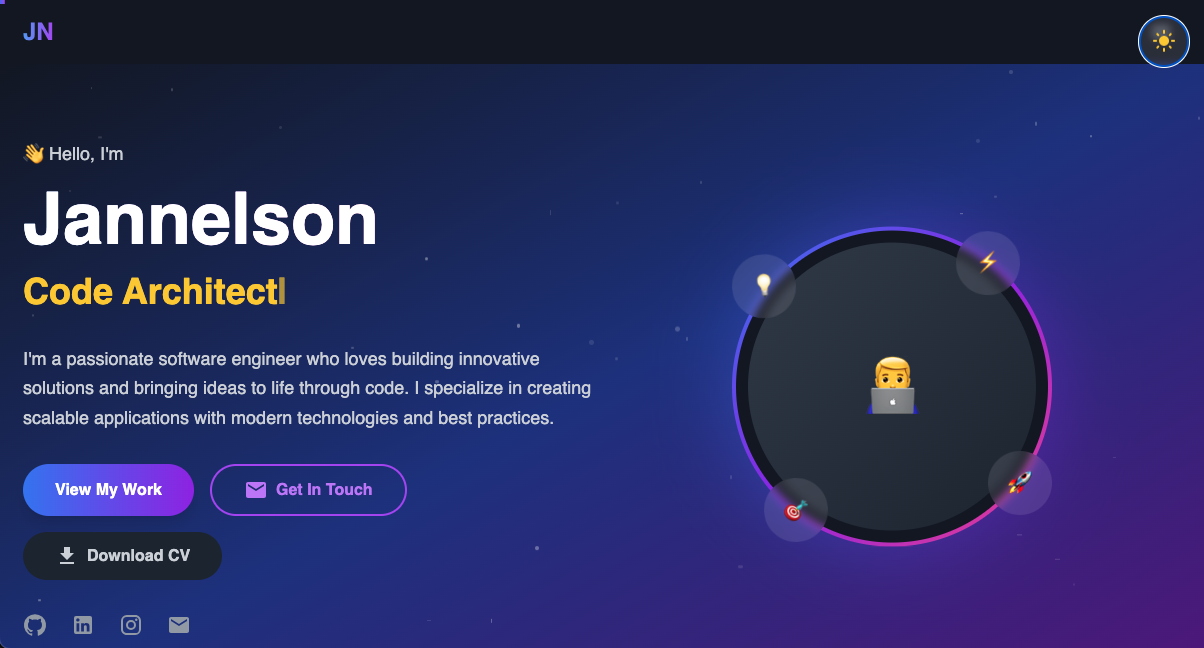 JN
👋 Hello, I'm
Jannelson
Code Architect
I'm a passionate software engineer who loves building innovative
solutions and bringing ideas to life through code. I specialize in creating
scalable applications with modern technologies and best practices.
View My Work
Get In Touch
Download CV